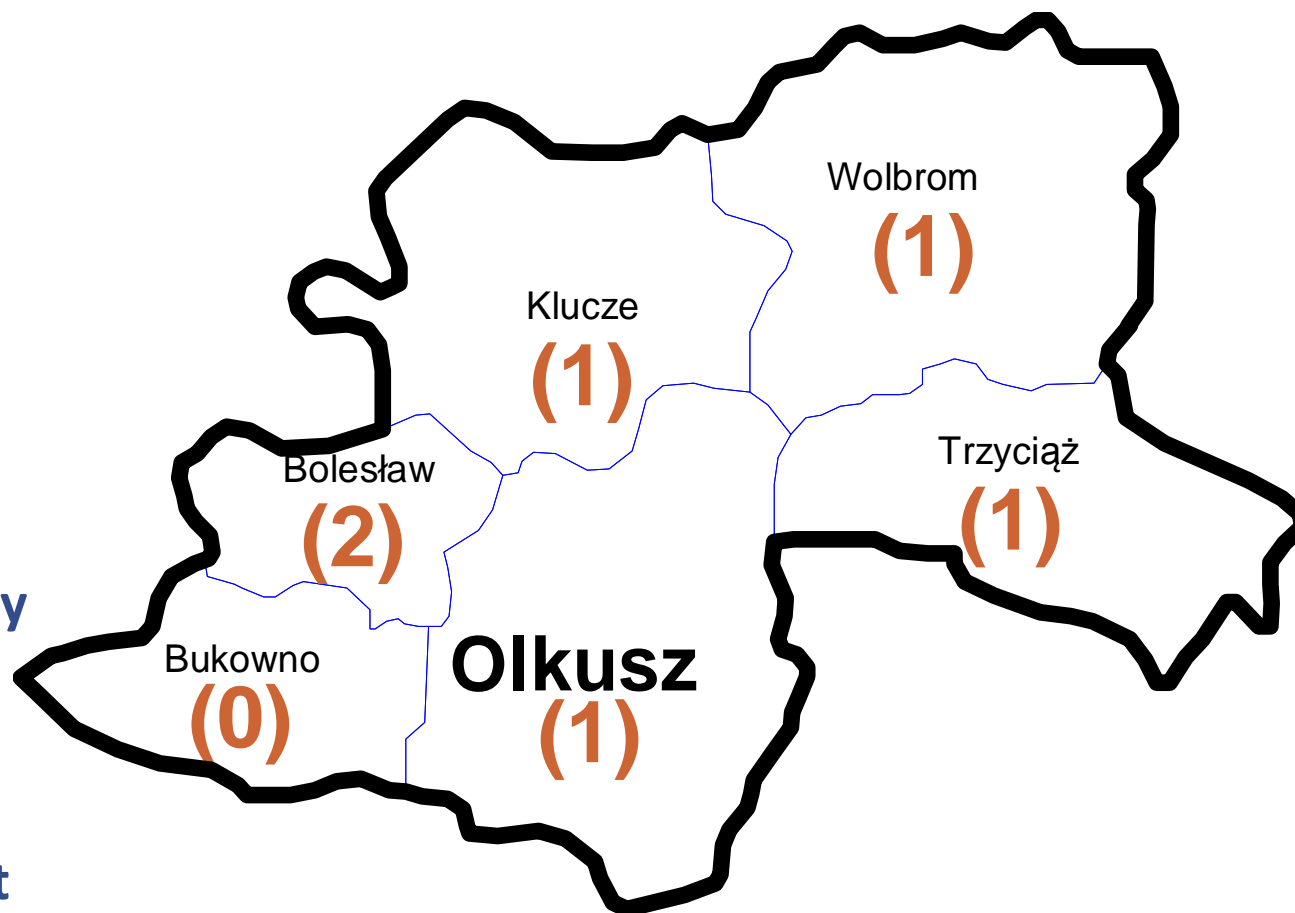 Wolbrom
(1)
Klucze
(1)
Trzyciąż
(1)
Bolesław
(2)
y
Bukowno
(0)
Olkusz
(1)
t